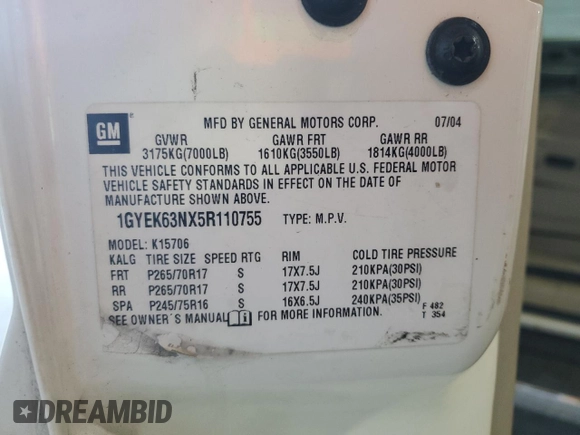 GM
MFD BY GENERAL MOTORS CORP. 07/04
GVWR GAWR FRT GAWR RR
3175KG(7000LB) 1610KG(3550LB) 1814KG(4000LB)
THIS VEHICLE CONFORMS TO ALL APPLICABLE U.S. FEDERAL MOTOR
VEHICLE SAFETY STANDARDS IN EFFECT ON THE DATE OF
MANUFACTURE SHOWN ABOVE.
1GYEK63NX5R110755 TYPE: M.P.V.
MODEL: K15706
KALG TIRE SIZE SPEED RTG RIM COLD TIRE PRESSURE
FRT P265/70R17 S 17X7.5J 210KPA(30PSI)
RR P265/70R17 S 17X7.5J 210KPA(30PSI)
SPA P245/75R16 S 16X6.5J 240KPA(35PSI)
SEE OWNER'S MANUAL FOR MORE INFORMATION.
F 482
T 354
DREAMBID